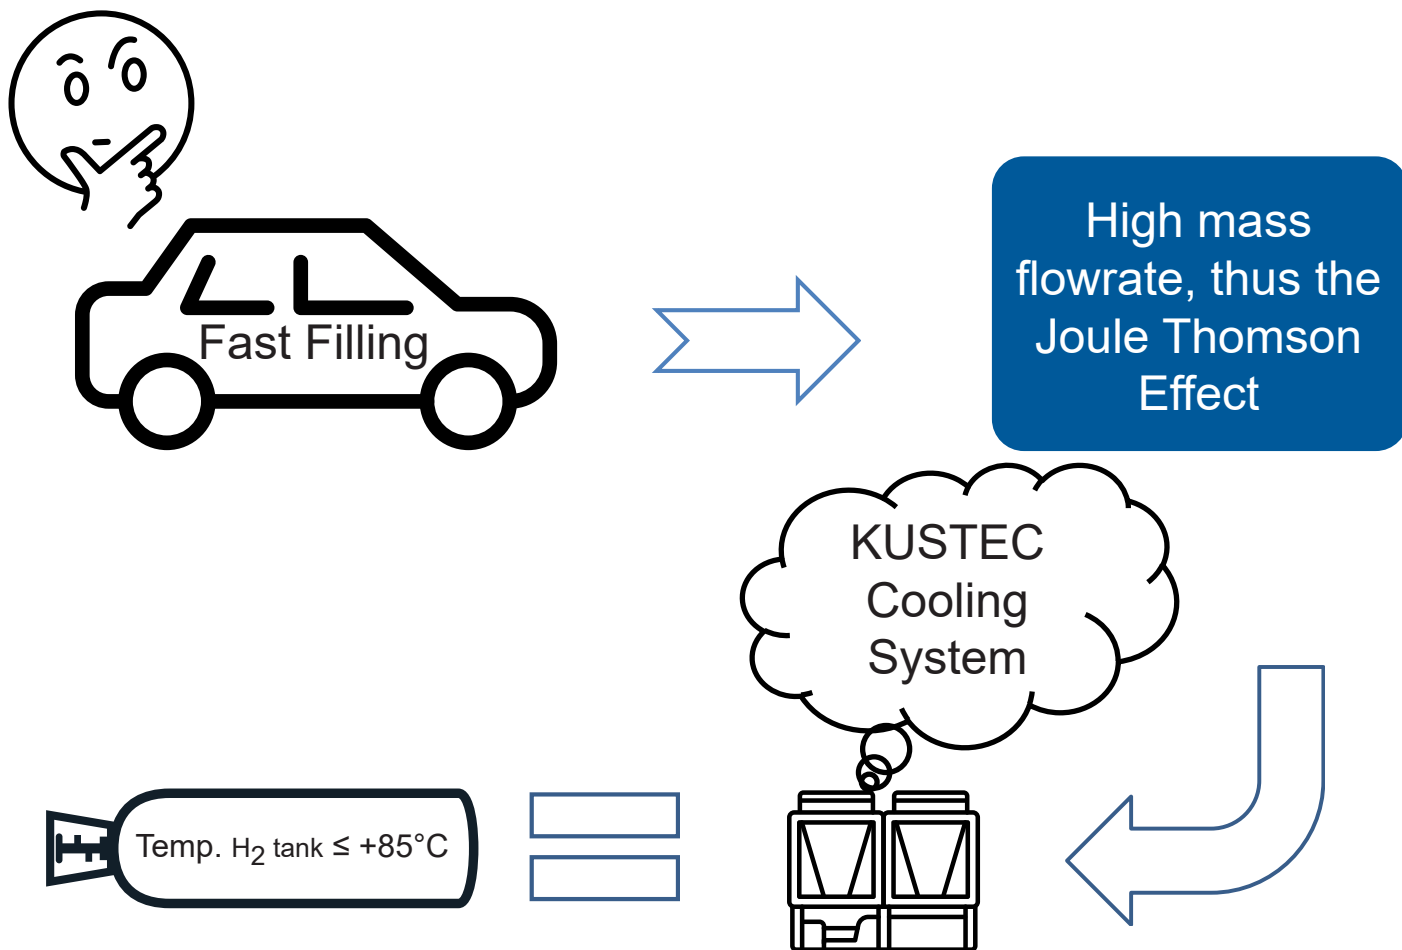 Fast Filling
High mass
flowrate, thus the
Joule Thomson
Effect
KUSTEC
Cooling
System
Temp. H2 tank ≤ +85°C